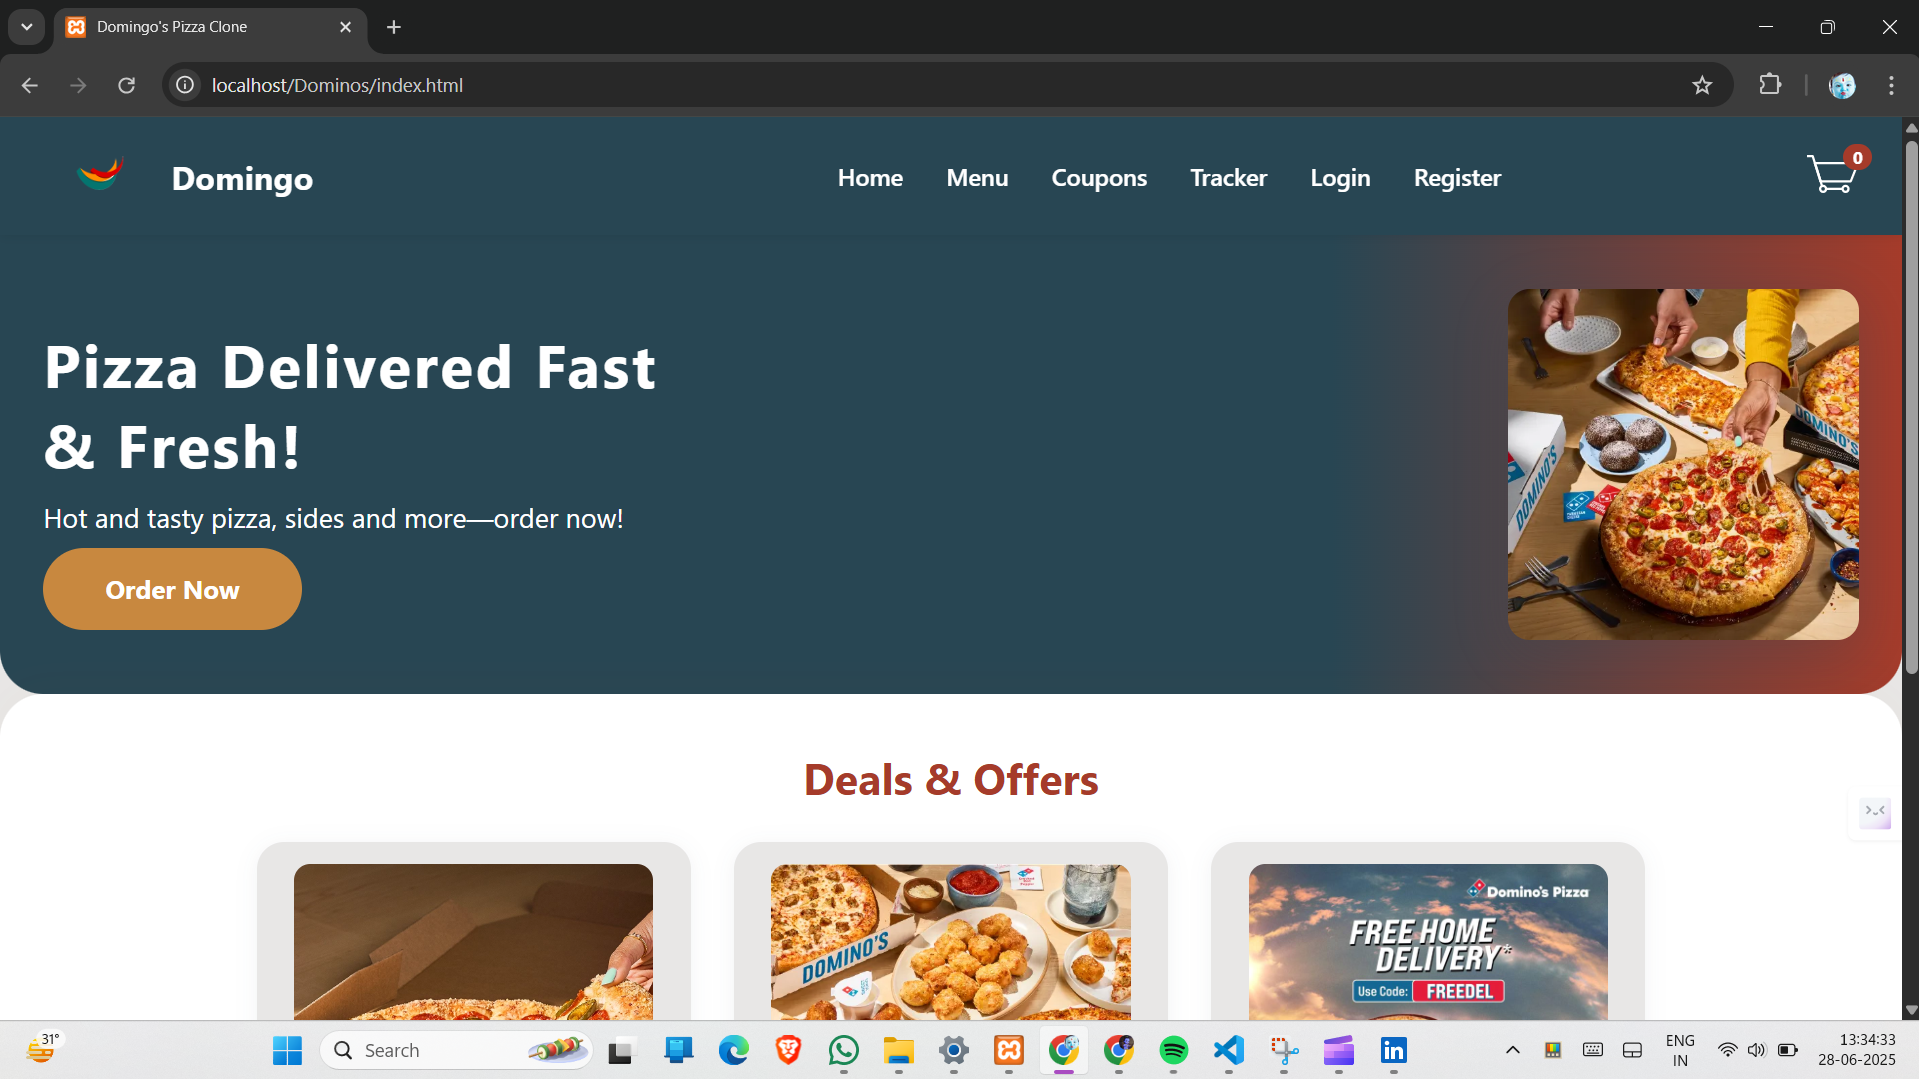 Domingo's Pizza Clone
localhost/Dominos/index.html
Domingo
Home
Menu
Coupons
Tracker
Login
Register
0
Pizza Delivered Fast
& Fresh!
Hot and tasty pizza, sides and more—order now!
Order Now
DOMINO'S
DOMINO'S
Deals & Offers
DOMINO'S
Domino's Pizza
FREE HOME
DELIVERY*
Use Code: FREEDEL
31°
Search
ENG
IN
13:34:33
28-06-2025